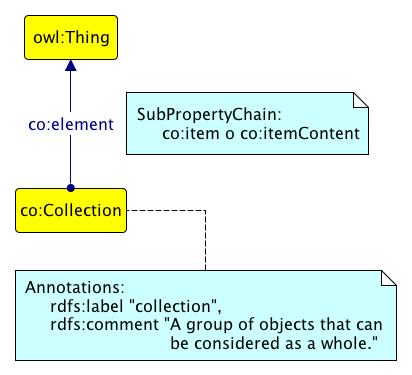 owl:Thing
co:element
SubPropertyChain:
co:item o co:itemContent
co:Collection
Annotations:
rdfs:label "collection",
rdfs:comment "A group of objects that can
be considered as a whole."